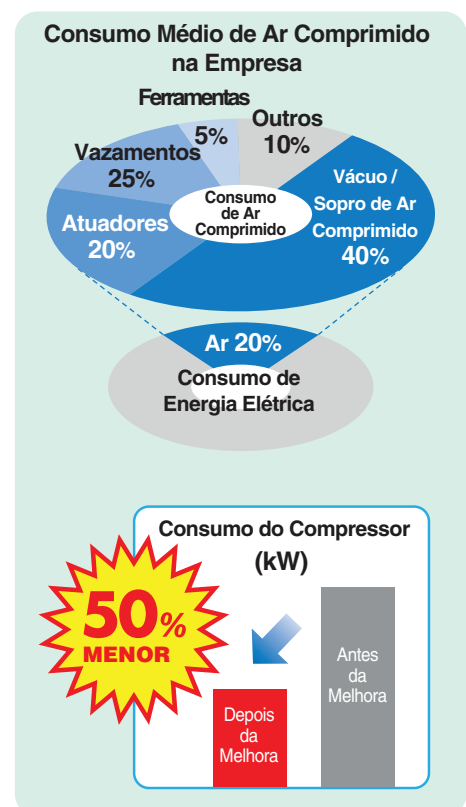 Consumo Médio de Ar Comprimido
na Empresa
Ferramentas
5%
Outros
10%
Vazamentos
25%
Vácuo /
Sopro de Ar
Comprimido
40%
Consumo
de Ar
Comprimido
Atuadores
20%
Ar 20%
Consumo de
Energia Elétrica
Consumo do Compressor
(kW)
50%
MENOR
Antes
da
Melhora
Depois
da
Melhora